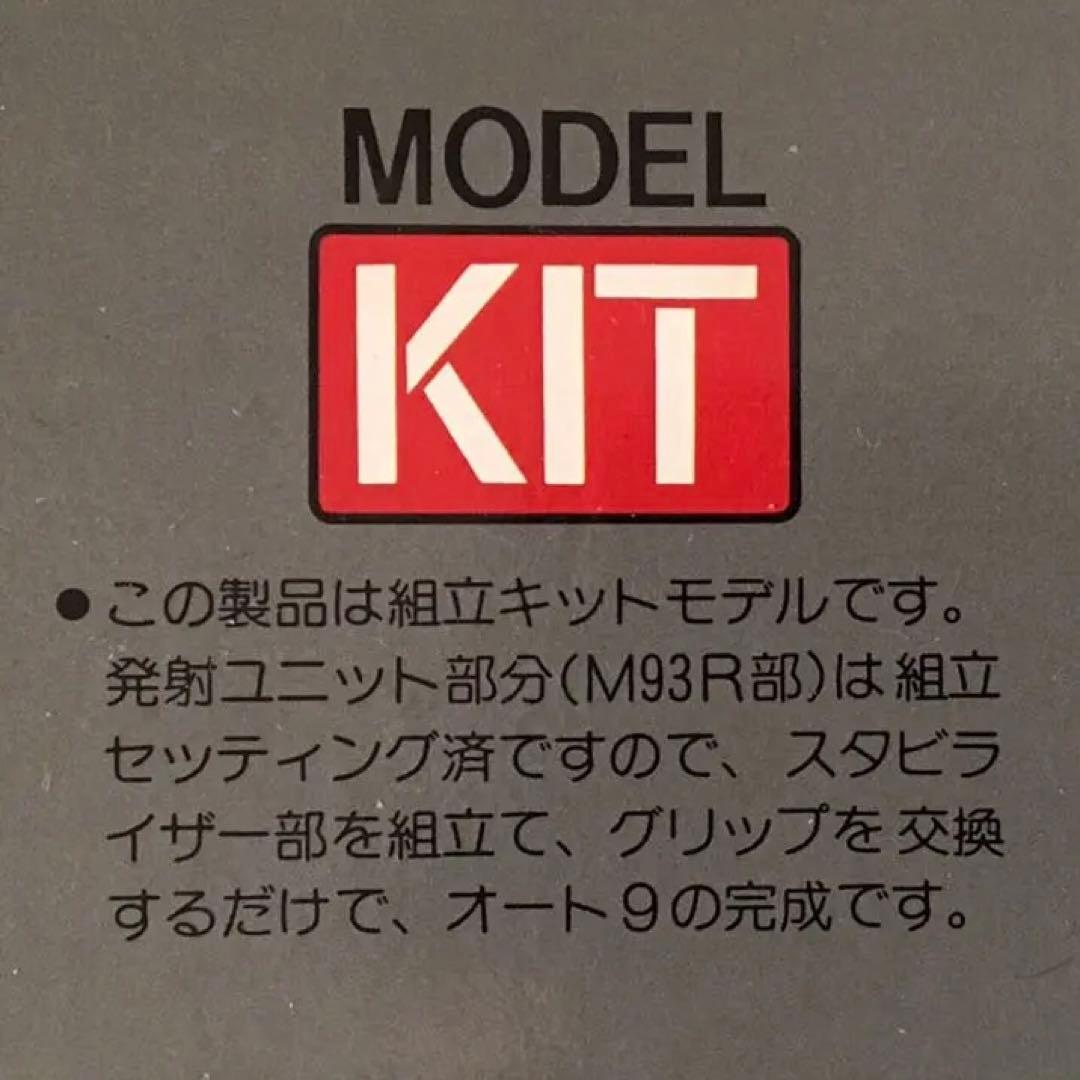 MODEL
KIT
●この製品は組立キットモデルです。
発射ユニット部分(M93R部)は組立
セッティング済ですので、スタビラ
イザー部を組立て、グリップを交換
するだけで、オート9の完成です。